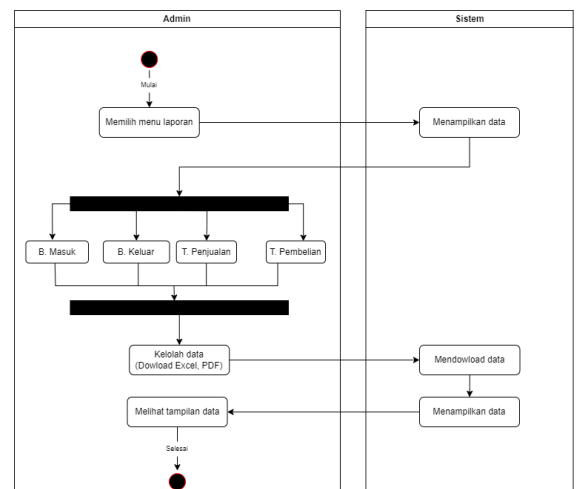 Admin
Sistem
Mulai
Memilih menu laporan
Menampilkan data
B. Masuk
B. Keluar
T. Penjualan
T. Pembelian
Kelolah data
(Dowload Excel, PDF)
Mendowload data
Melihat tampilan data
Menampilkan data
Selesai